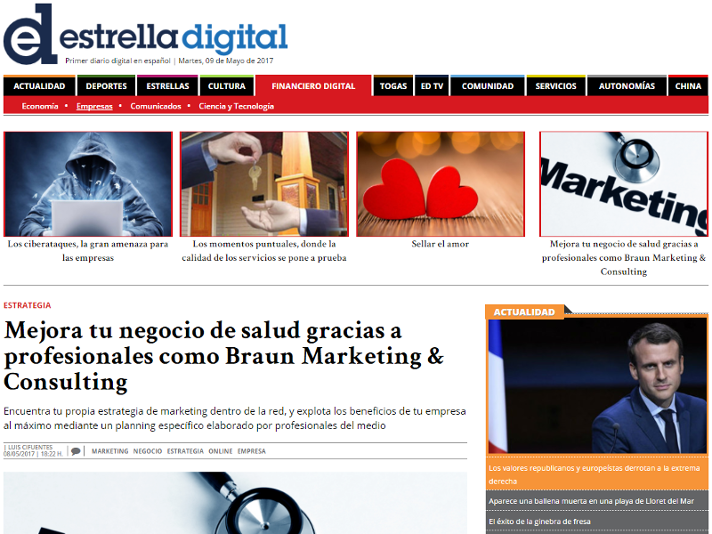 ed estrelladigital
Primer diario digital en español | Martes, 09 de Mayo de 2017
ACTUALIDAD DEPORTES ESTRELLAS CULTURA FINANCIERO DIGITAL TOGAS ED TV COMUNIDAD SERVICIOS AUTONOMÍAS CHINA
Economía • Empresas • Comunicados • Ciencia y Tecnología
Marketing
Los ciberataques, la gran amenaza para
las empresas
Los momentos puntuales, donde la
calidad de los servicios se pone a prueba
Sellar el amor
Mejora tu negocio de salud gracias a
profesionales como Braun Marketing &
Consulting
ESTRATEGIA
Mejora tu negocio de salud gracias a
profesionales como Braun Marketing &
Consulting
Encuentra tu propia estrategia de marketing dentro de la red, y explota los beneficios de tu empresa
al máximo mediante un planning específico elaborado por profesionales del medio
| LUIS CIFUENTES
08/05/2017 | 18:22 H.
MARKETING NEGOCIO ESTRATEGIA ONLINE EMPRESA
ACTUALIDAD
Los valores republicanos y europeístas derrotan a la extrema
derecha
Aparece una ballena muerta en una playa de Lloret del Mar
El éxito de la ginebra de fresa